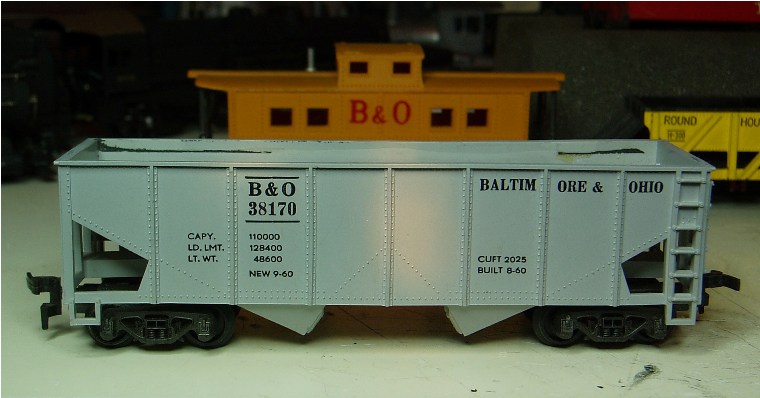 B&O
ROUND HOU
B&O
38170
BALTIM ORE & OHIO
CAPY. 110000
LD. LMT. 128400
LT. WT. 48600
NEW 9-60
CUFT 2025
BUILT 8-60